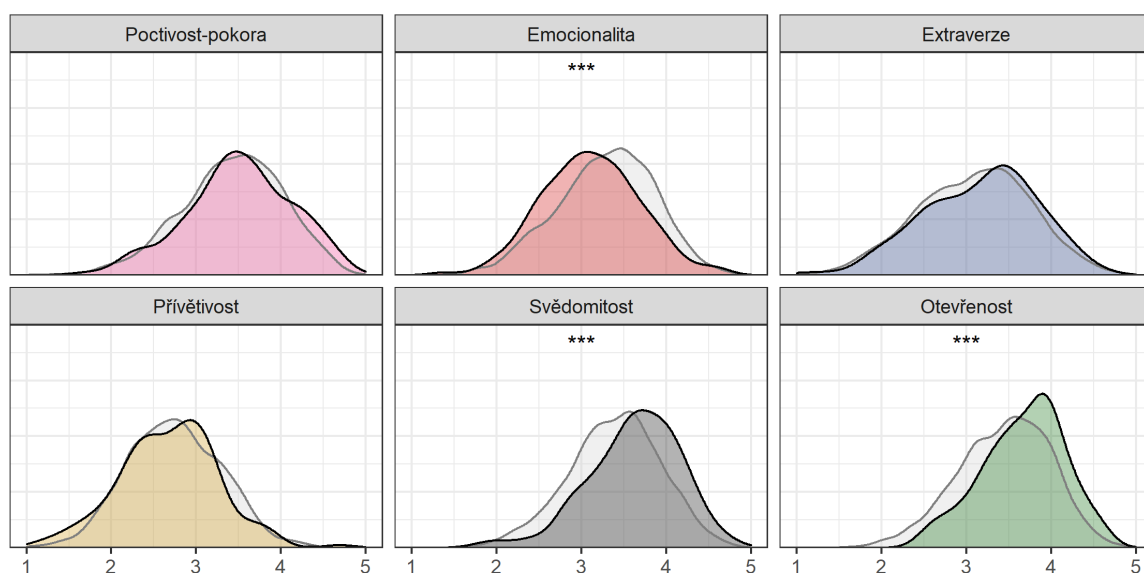 Poctivost-pokora
Emocionalita
Extraverze
***
Přívětivost
Svědomitost
Otevřenost
***
***
1 2 3 4 5
1 2 3 4 5
1 2 3 4 5